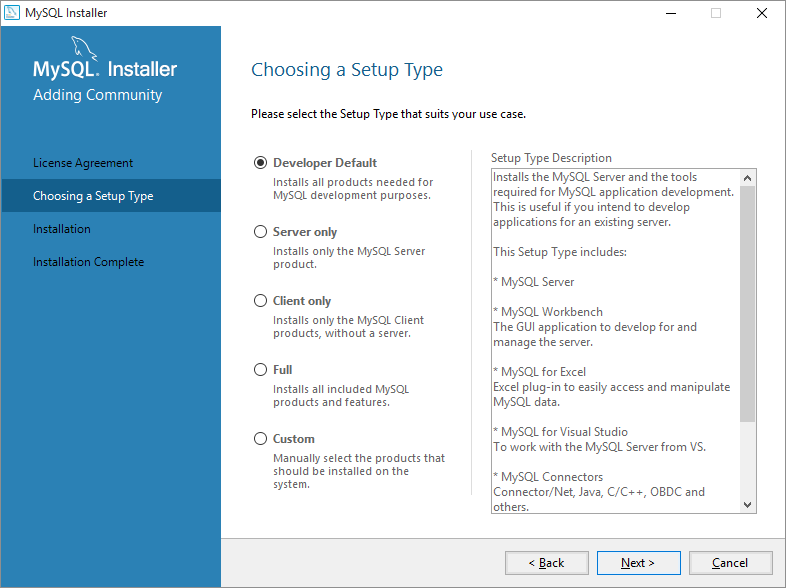 MySQL Installer
MySQL. Installer
Adding Community
License Agreement
Choosing a Setup Type
Installation
Installation Complete
Choosing a Setup Type
Please select the Setup Type that suits your use case.
Developer Default
Installs all products needed for
MySQL development purposes.
Server only
Installs only the MySQL Server
product.
Client only
Installs only the MySQL Client
products, without a server.
Full
Installs all included MySQL
products and features.
Custom
Manually select the products that
should be installed on the
system.
Setup Type Description
Installs the MySQL Server and the tools
required for MySQL application development.
This is useful if you intend to develop
applications for an existing server.
This Setup Type includes:
* MySQL Server
* MySQL Workbench
The GUI application to develop for and
manage the server.
* MySQL for Excel
Excel plug-in to easily access and manipulate
MySQL data.
* MySQL for Visual Studio
To work with the MySQL Server from VS.
* MySQL Connectors
Connector/Net, Java, C/C++, OBDC and
others.
< Back
Next >
Cancel